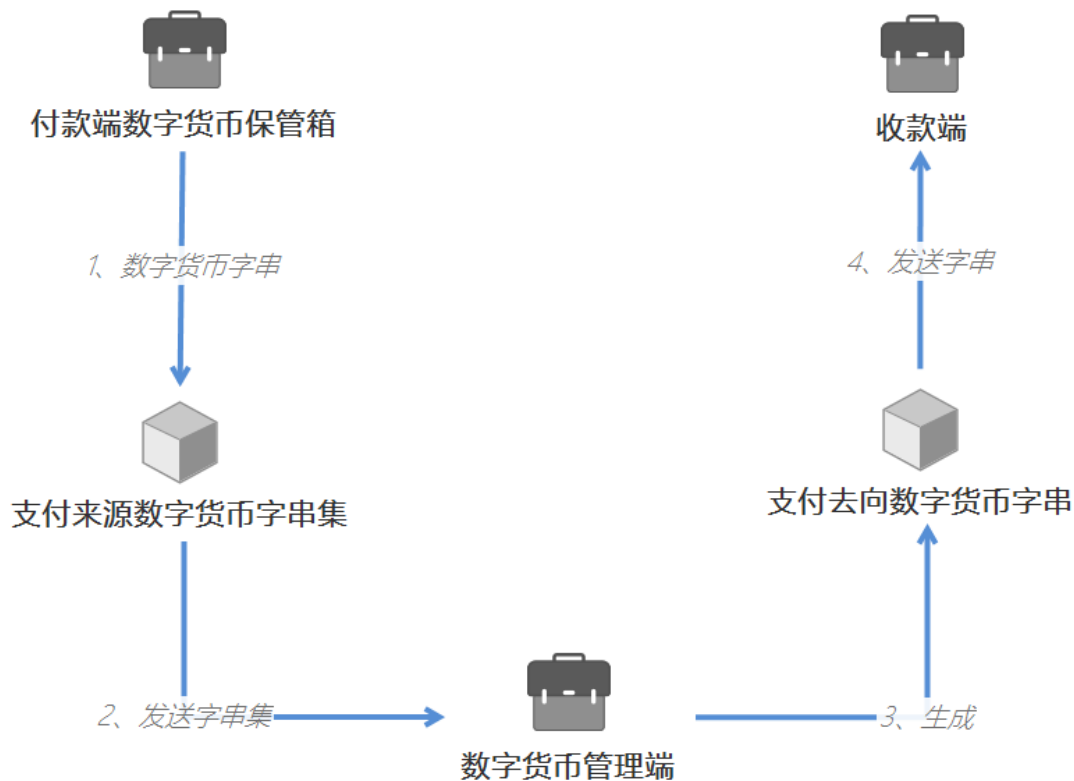 付款端数字货币保管箱
收款端
1、数字货币字串
4、发送字串
支付来源数字货币字串集
支付去向数字货币字串
2、发送字串集
3、生成
数字货币管理端